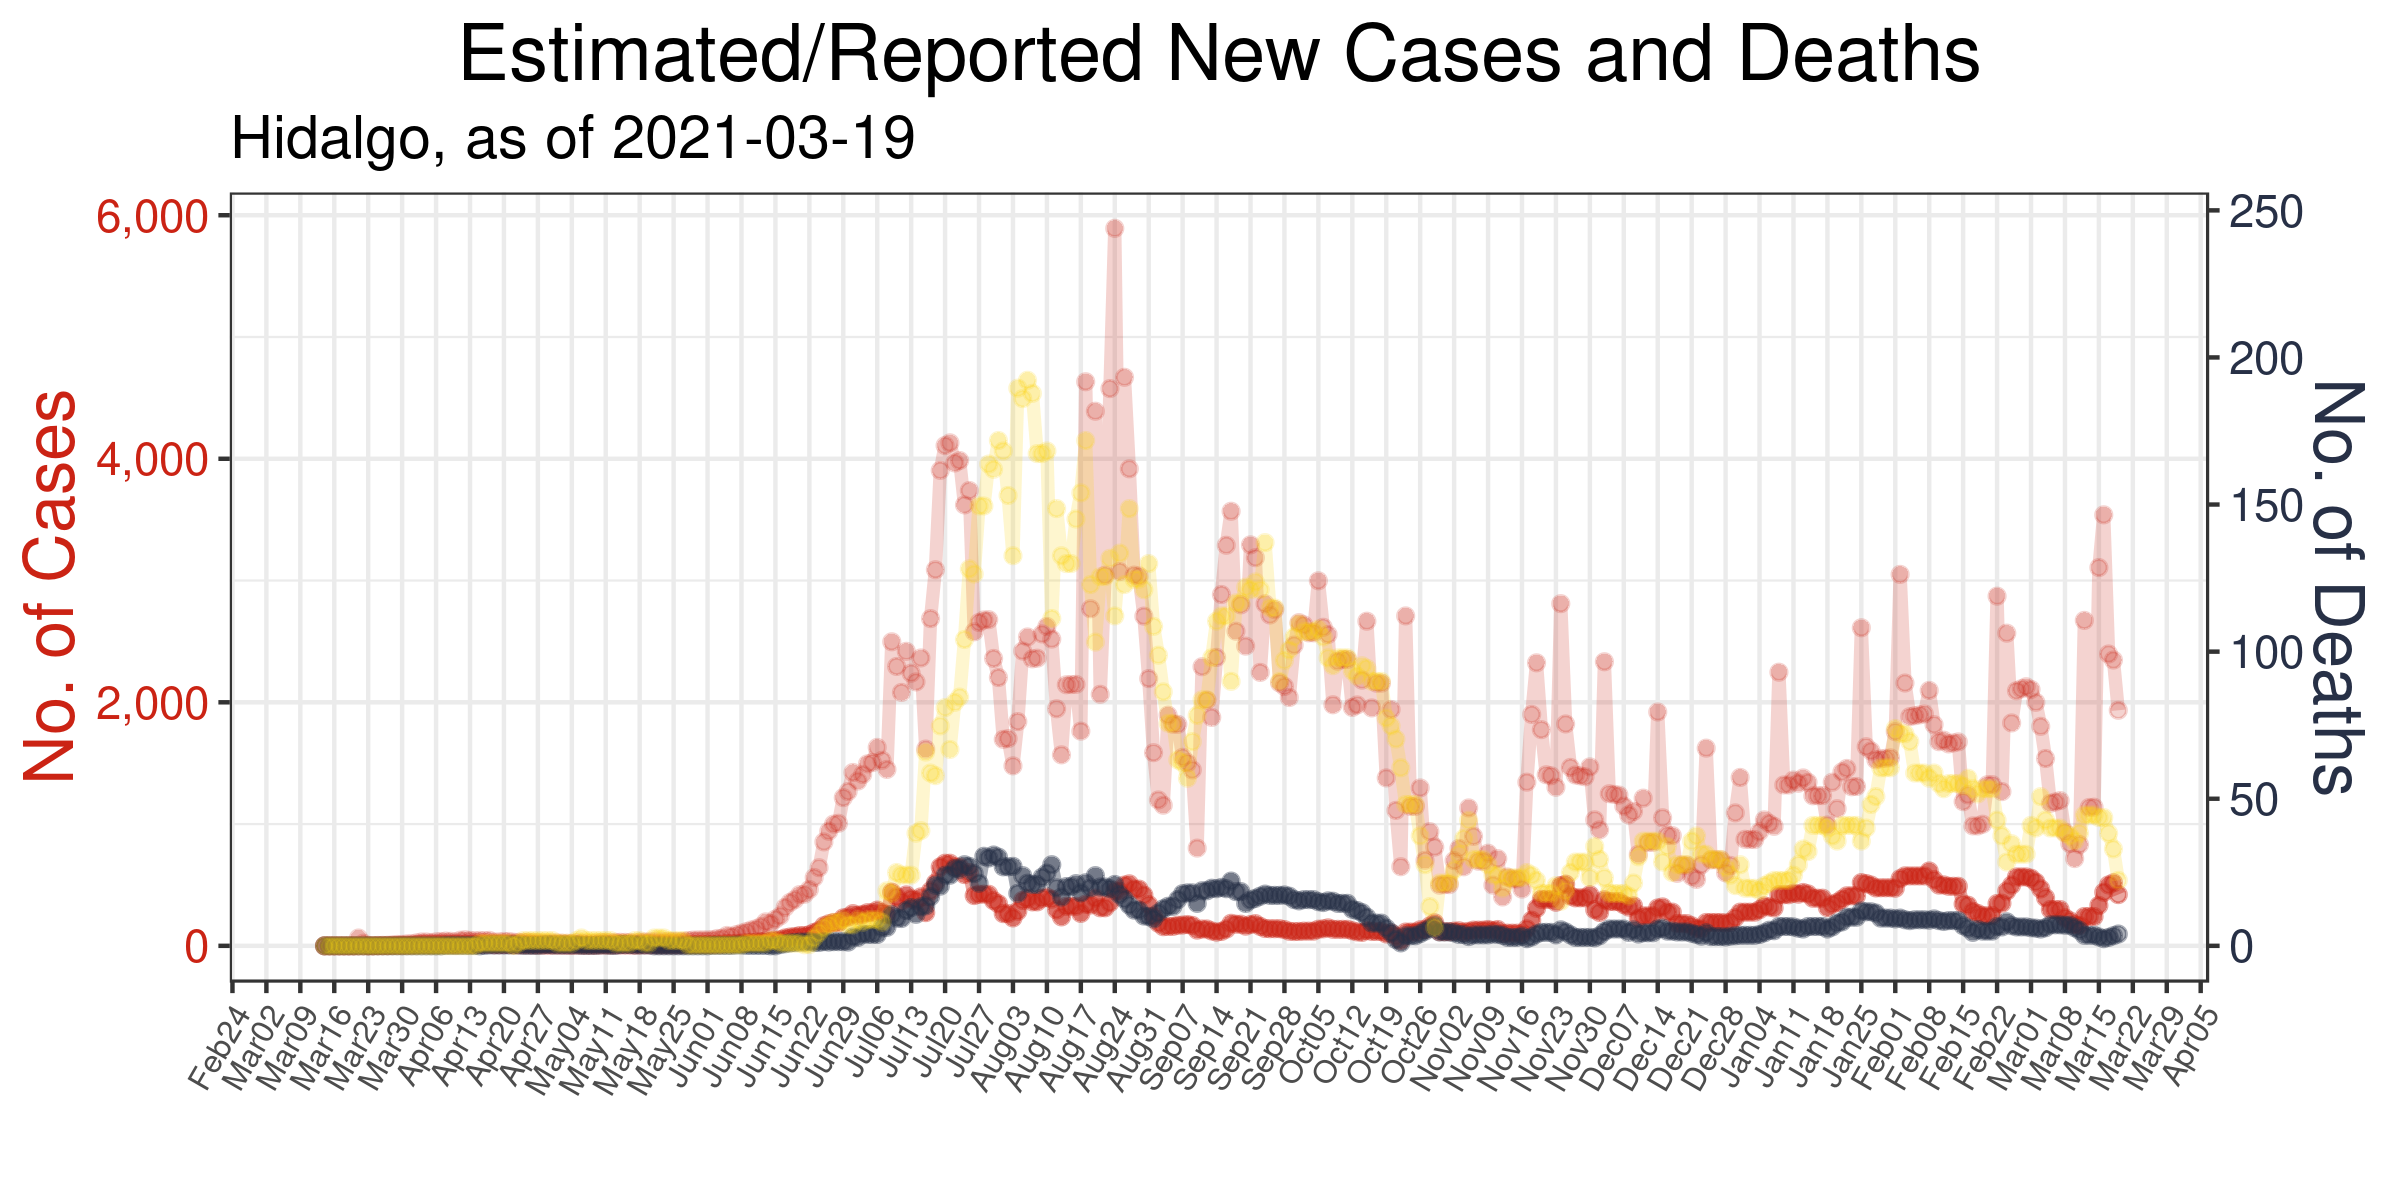 Estimated/Reported New Cases and Deaths
Hidalgo, as of 2021-03-19
No. of Cases
6,000
4,000
2,000
0
250
200
150
100
50
0
No. of Deaths
Feb24
Mar02
Mar09
Mar16
Mar23
Mar30
Apr06
Apr13
Apr20
Apr27
May04
May11
May18
May25
Jun01
Jun08
Jun15
Jun22
Jun29
Jul06
Jul13
Jul20
Jul27
Aug03
Aug10
Aug17
Aug24
Aug31
Sep07
Sep14
Sep21
Sep28
Oct05
Oct12
Oct19
Oct26
Nov02
Nov09
Nov16
Nov23
Nov30
Nov07
Dec14
Dec21
Dec28
Dec04
Jan11
Jan18
Jan25
Feb01
Feb08
Feb15
Feb22
Mar01
Mar08
Mar15
Mar22
Mar29
Apr05